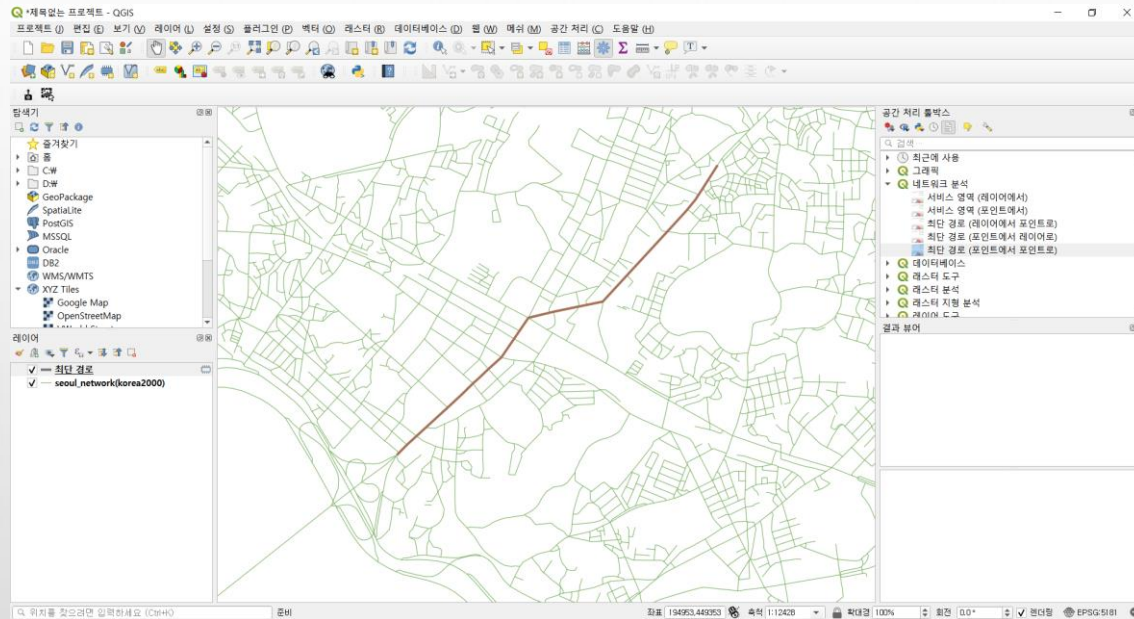 *제목없는 프로젝트 - QGIS
프로젝트 (J) 편집 (E) 보기 (V) 레이어 (L) 설정 (S) 플러그인 (P) 벡터 (O) 래스터 (R) 데이터베이스 (D) 웹 (W) 메쉬 (M) 공간 처리 (C) 도움말 (H)
탐색기
즐겨찾기
홈
C:₩
D:₩
GeoPackage
SpatiaLite
PostGIS
MSSQL
Oracle
DB2
WMS/WMTS
XYZ Tiles
Google Map
OpenStreetMap
레이어
최단 경로
seoul_network(korea2000)
공간 처리 툴박스
검색
최근에 사용
그래픽
네트워크 분석
서비스 영역 (레이어에서)
서비스 영역 (포인트에서)
최단 경로 (레이어에서 포인트로)
최단 경로 (포인트에서 레이어로)
최단 경로 (포인트에서 포인트로)
데이터베이스
래스터 도구
래스터 분석
래스터 지형 분석
레이어 도구
결과 뷰어
위치를 찾으려면 입력하세요 (Ctrl+K) 준비 좌표 194953,449353 축척 1:12428 확대경 100% 회전 0.0° 렌더링 EPSG:5181